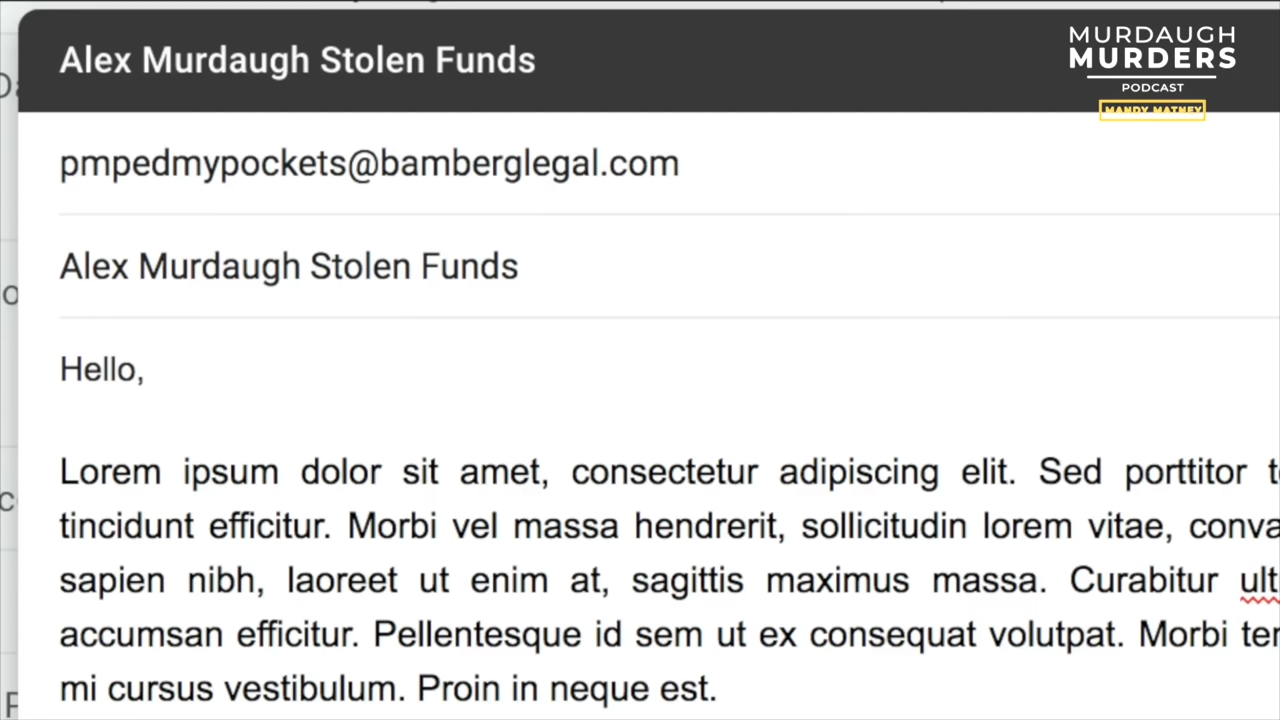 Alex Murdaugh Stolen Funds
MURDAUGH
MURDERS
PODCAST
MANDY MATNEY
pmpedmypockets@bamberglegal.com
Alex Murdaugh Stolen Funds
Hello,
Lorem ipsum dolor sit amet, consectetur adipiscing elit. Sed porttitor
tincidunt efficitur. Morbi vel massa hendrerit, sollicitudin lorem vitae,
sapien nibh, laoreet ut enim at, sagittis maximus massa. Curabitur
accumsan efficitur. Pellentesque id sem ut ex consequat volutpat. Morbi
mi cursus vestibulum. Proin in neque est.